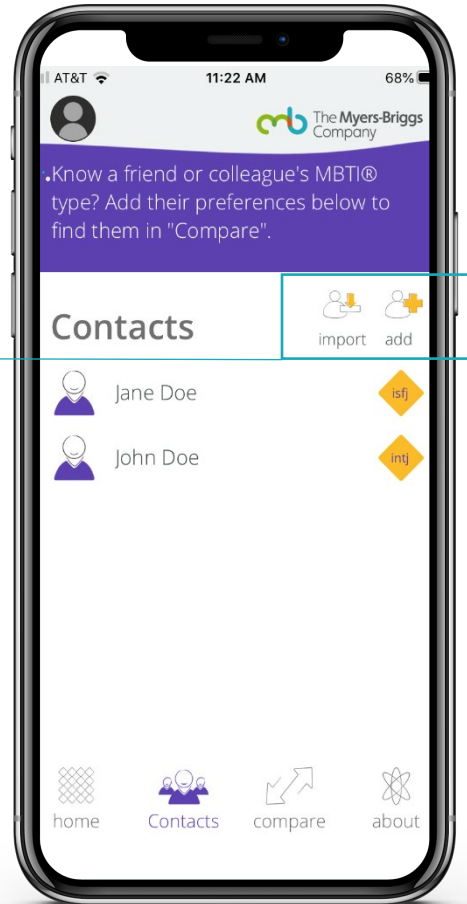 AT&T 11:22 AM 68%
mb The Myers-Briggs
Company
Know a friend or colleague's MBTI®
type? Add their preferences below to
find them in "Compare".
Contacts
import add
Jane Doe isfj
John Doe intj
home Contacts compare about